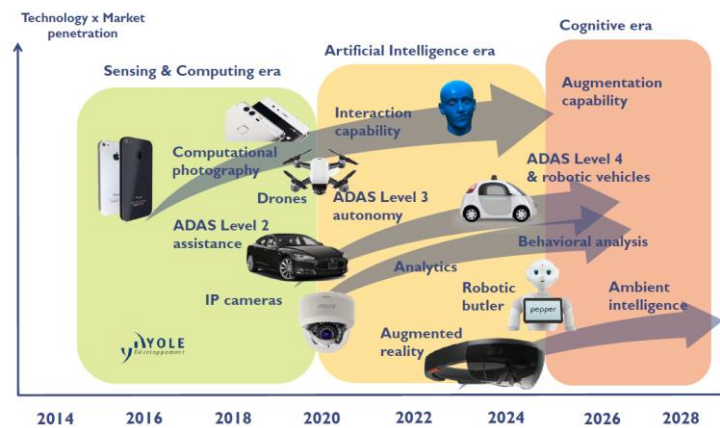 Technology x Market
penetration
Sensing & Computing era
Artificial Intelligence era
Cognitive era
Computational
photography
Interaction
capability
Augmentation
capability
Drones
ADAS Level 2
assistance
ADAS Level 3
autonomy
ADAS Level 4
& robotic vehicles
IP cameras
Analytics
Behavioral analysis
Robotic
butler
pepper
Ambient
intelligence
Augmented
reality
YOLE
Développement
2014
2016
2018
2020
2022
2024
2026
2028